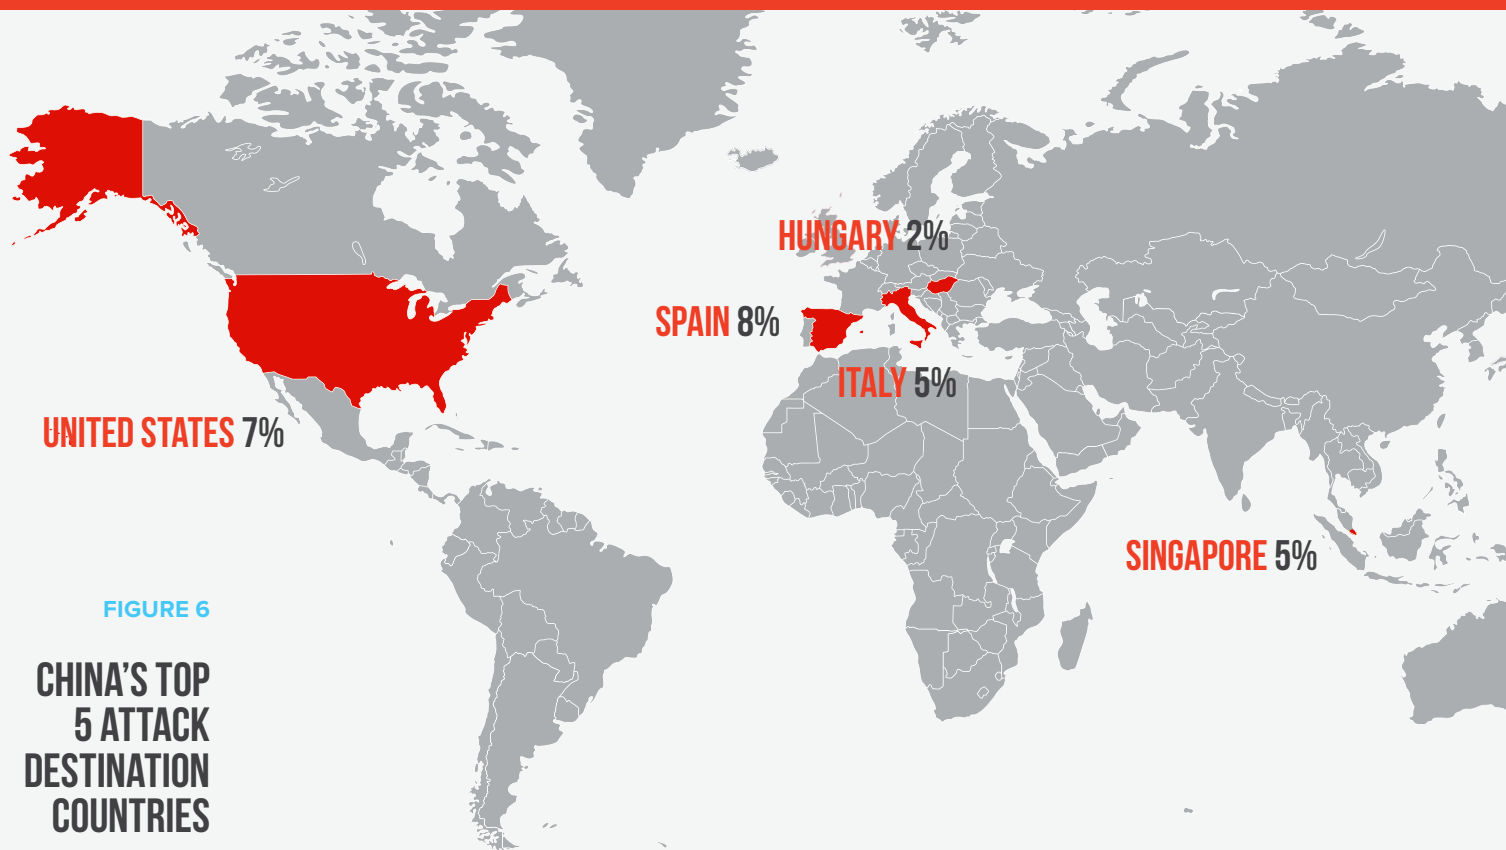 HUNGARY 2%
SPAIN 8%
ITALY 5%
UNITED STATES 7%
SINGAPORE 5%
FIGURE 6
CHINA'S TOP
5 ATTACK
DESTINATION
COUNTRIES